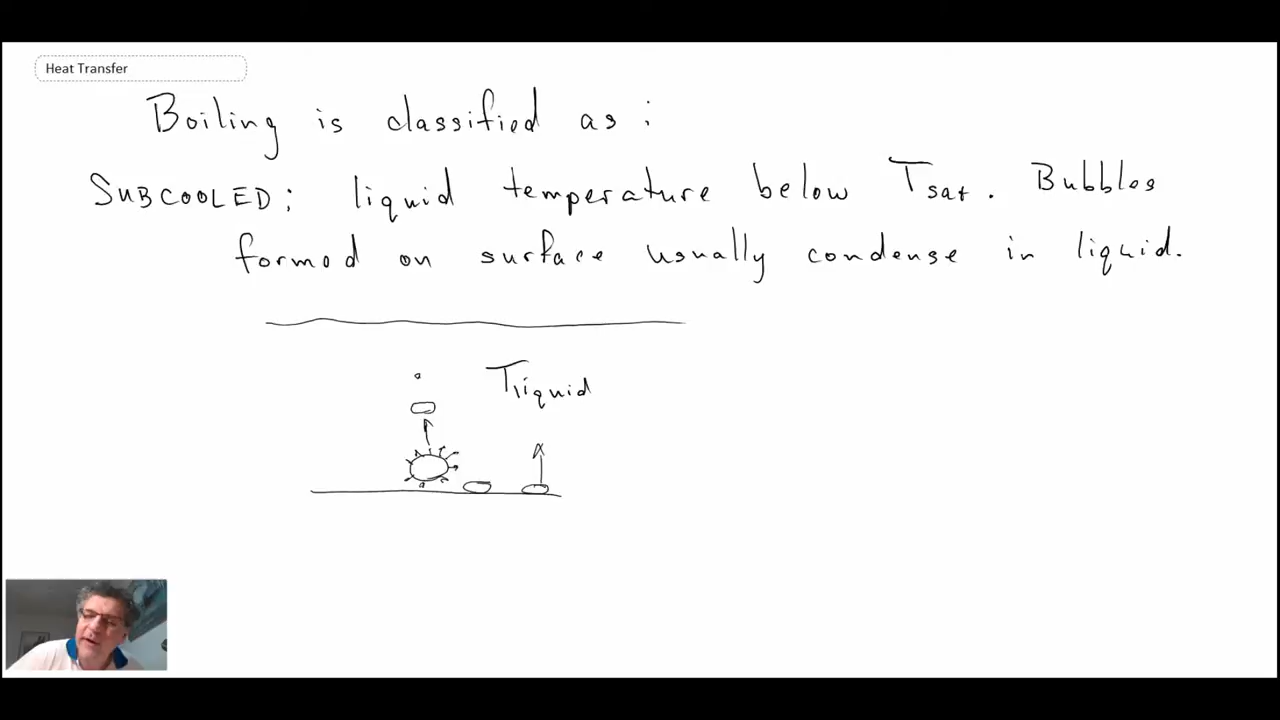 Heat Transfer
Boiling is classified as :
SUBCOOLED: liquid temperature below Tsat. Bubbles
formed on surface usually condense in liquid.
Tliquid